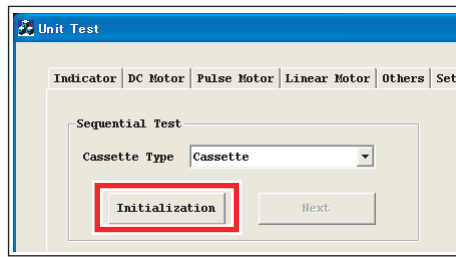 Unit Test
Indicator DC Motor Pulse Motor Linear Motor Others Set
Sequential Test
Cassette Type Cassette
Initialization Next